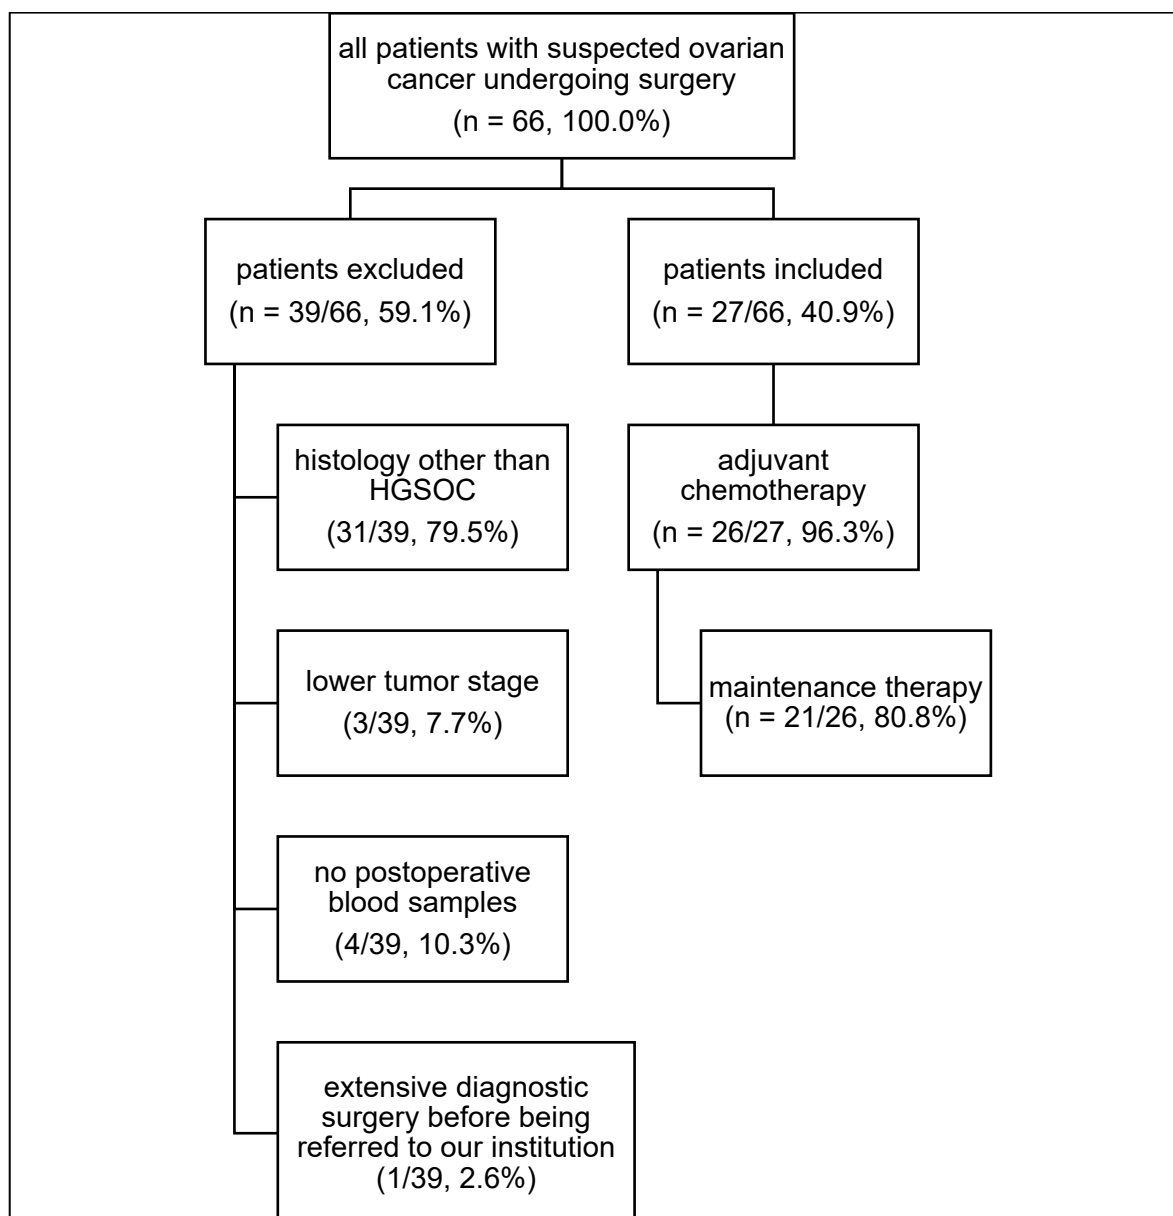 all patients with suspected ovarian
cancer undergoing surgery
(n = 66, 100.0%)
patients excluded
(n = 39/66, 59.1%)
patients included
(n = 27/66, 40.9%)
histology other than
HGSOC
(31/39, 79.5%)
adjuvant
chemotherapy
(n = 26/27, 96.3%)
lower tumor stage
(3/39, 7.7%)
maintenance therapy
(n = 21/26, 80.8%)
no postoperative
blood samples
(4/39, 10.3%)
extensive diagnostic
surgery before being
referred to our institution
(1/39, 2.6%)